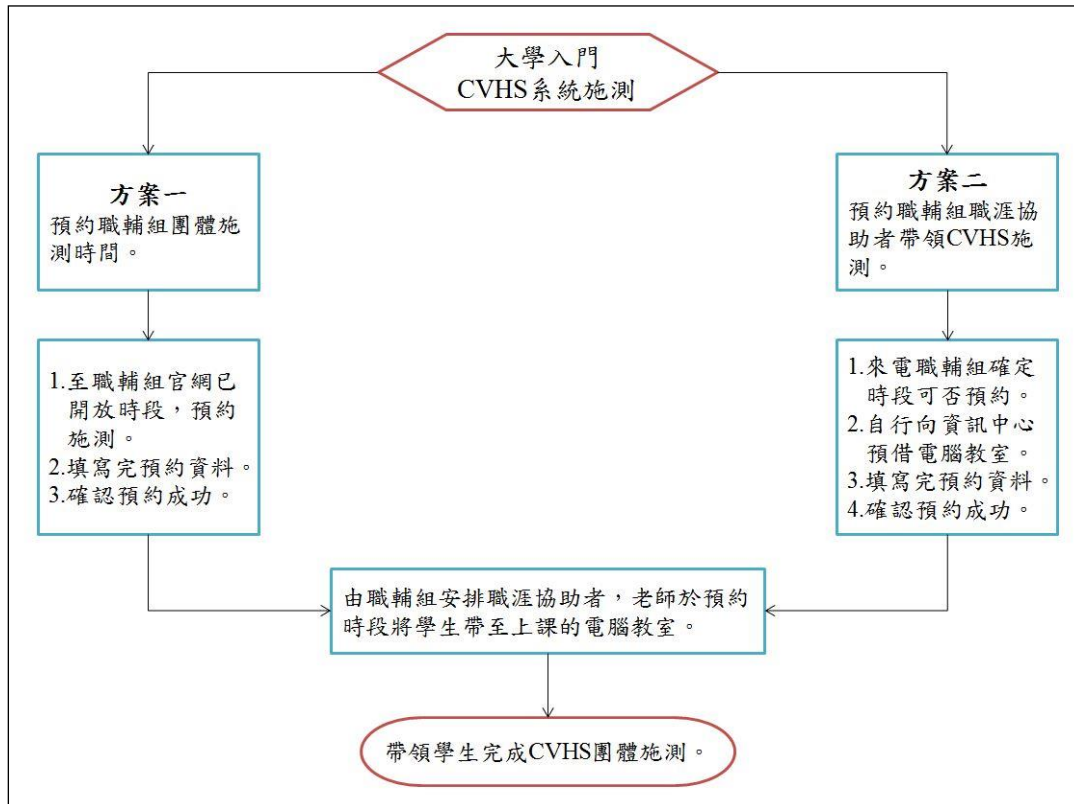 大學入門
CVHS系統施測
方案一
預約職輔組團體施
測時間。
方案二
預約職輔組職涯協
助者帶領CVHS施
測。
1.至職輔組官網已
開放時段，預約
施測。
2.填寫完預約資料。
3.確認預約成功。
1.來電職輔組確定
時段可否預約。
2.自行向資訊中心
預借電腦教室。
3.填寫完預約資料。
4.確認預約成功。
由職輔組安排職涯協助者，老師於預約
時段將學生帶至上課的電腦教室。
帶領學生完成CVHS團體施測。